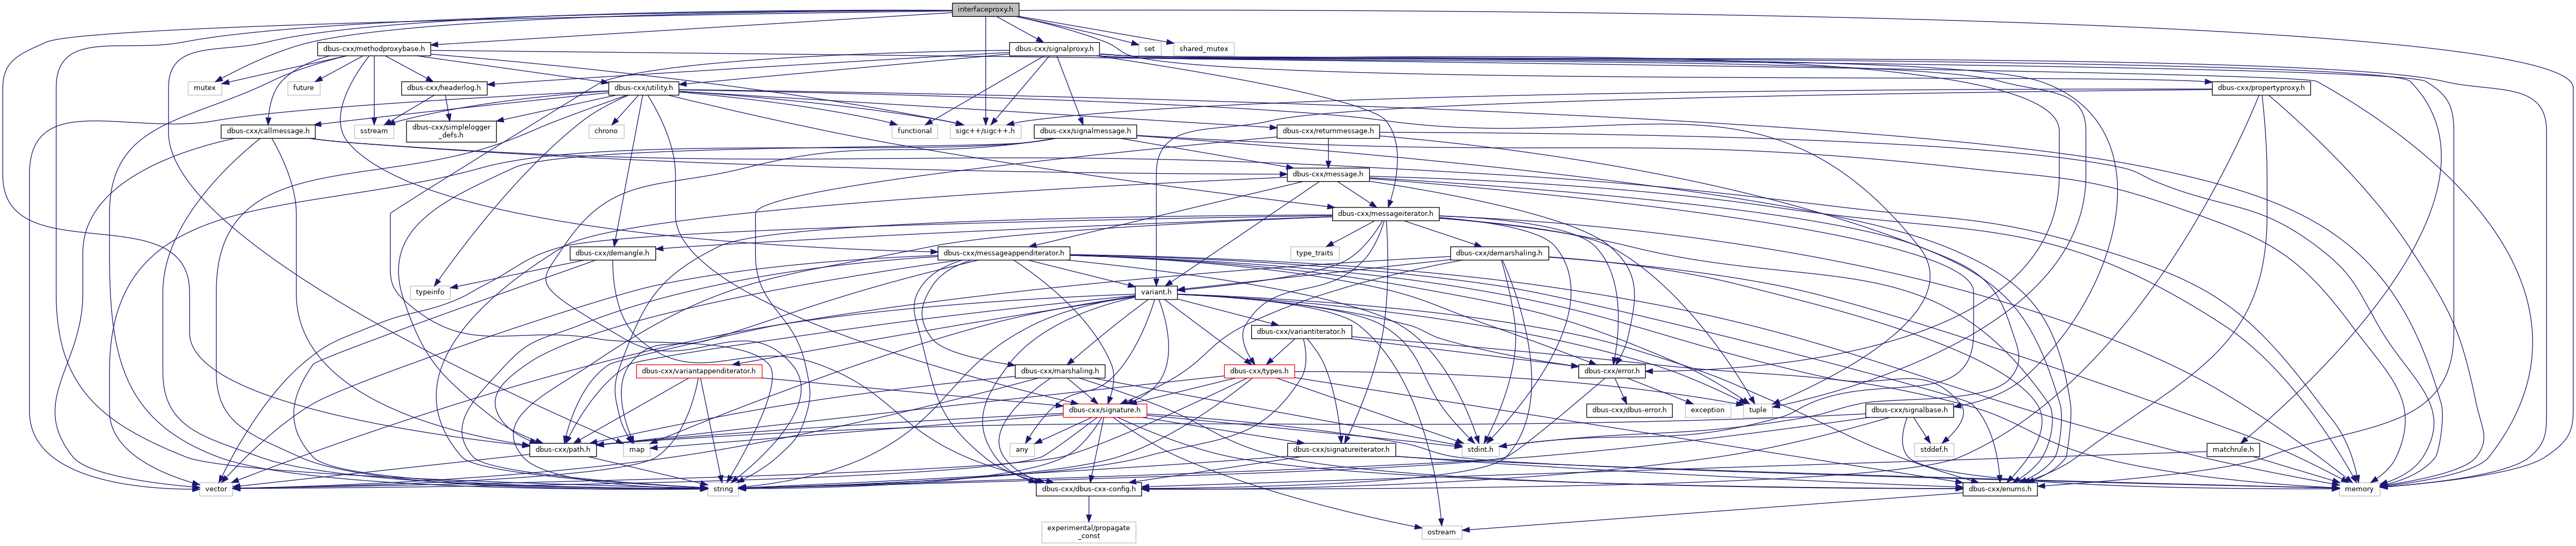 interfaceproxy.h
dbus-cxx/methodproxybase.h
dbus-cxx/signalproxy.h
set
shared_mutex
mutex
future
dbus-cxx/headerlog.h
dbus-cxx/utility.h
dbus-cxx/propertyproxy.h
dbus-cxx/callmessage.h
sstream
dbus-cxx/simplelogger
_defs.h
chrono
functional
sigc++/sigc++.h
dbus-cxx/signalmessage.h
dbus-cxx/returnmessage.h
dbus-cxx/message.h
dbus-cxx/messageiterator.h
dbus-cxx/demangle.h
dbus-cxx/messageappenditerator.h
type_traits
dbus-cxx/demarshaling.h
typeinfo
variant.h
dbus-cxx/variantiterator.h
dbus-cxx/variantappenditerator.h
dbus-cxx/marshaling.h
dbus-cxx/types.h
dbus-cxx/error.h
dbus-cxx/signature.h
dbus-cxx/dbus-error.h
exception
tuple
dbus-cxx/signalbase.h
dbus-cxx/path.h
map
any
dbus-cxx/signatureiterator.h
stdint.h
stddef.h
matchrule.h
vector
string
dbus-cxx/dbus-cxx-config.h
dbus-cxx/enums.h
memory
experimental/propagate
_const
ostream